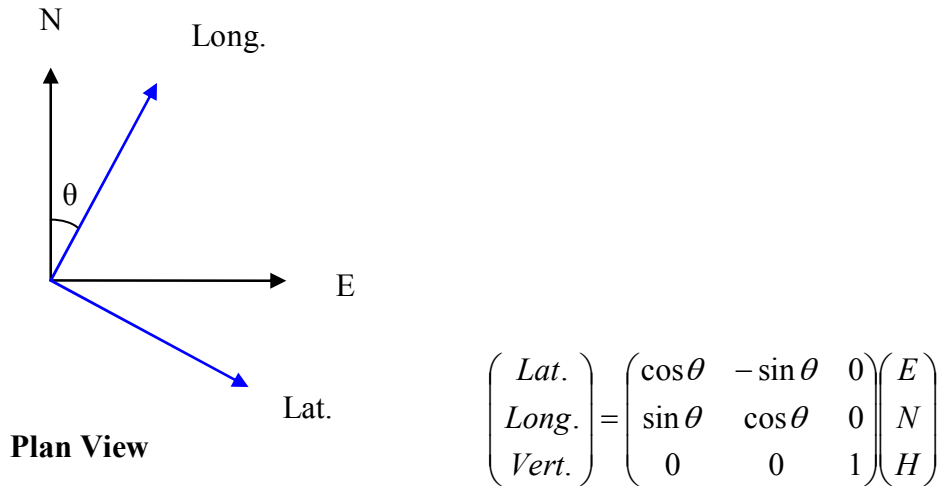 N
Long.
θ
E
Lat.
Plan View
( Lat. ) = ( cosθ −sinθ 0 ) ( E )
( Long. ) = ( sinθ cosθ 0 ) ( N )
( Vert. ) = ( 0 0 1 ) ( H )